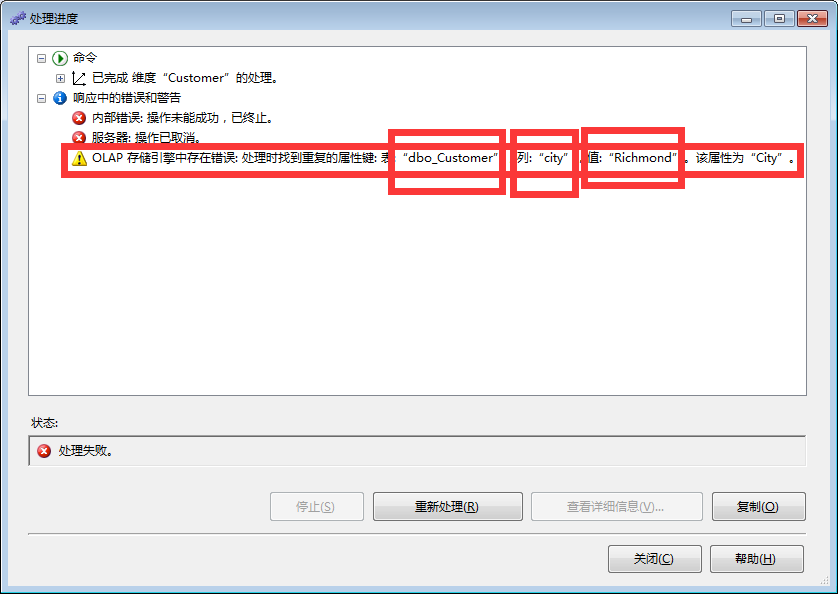 处理进度
命令
已完成 维度“Customer”的处理。
响应中的错误和警告
内部错误: 操作未能成功，已终止。
服务器: 操作已取消。
OLAP 存储引擎中存在错误: 处理时找到重复的属性键: 表:“dbo_Customer” 列:“city”，值:“Richmond”。该属性为“City”。
状态:
处理失败。
停止(S) 重新处理(R) 查看详细信息(V)... 复制(O)
关闭(C) 帮助(H)